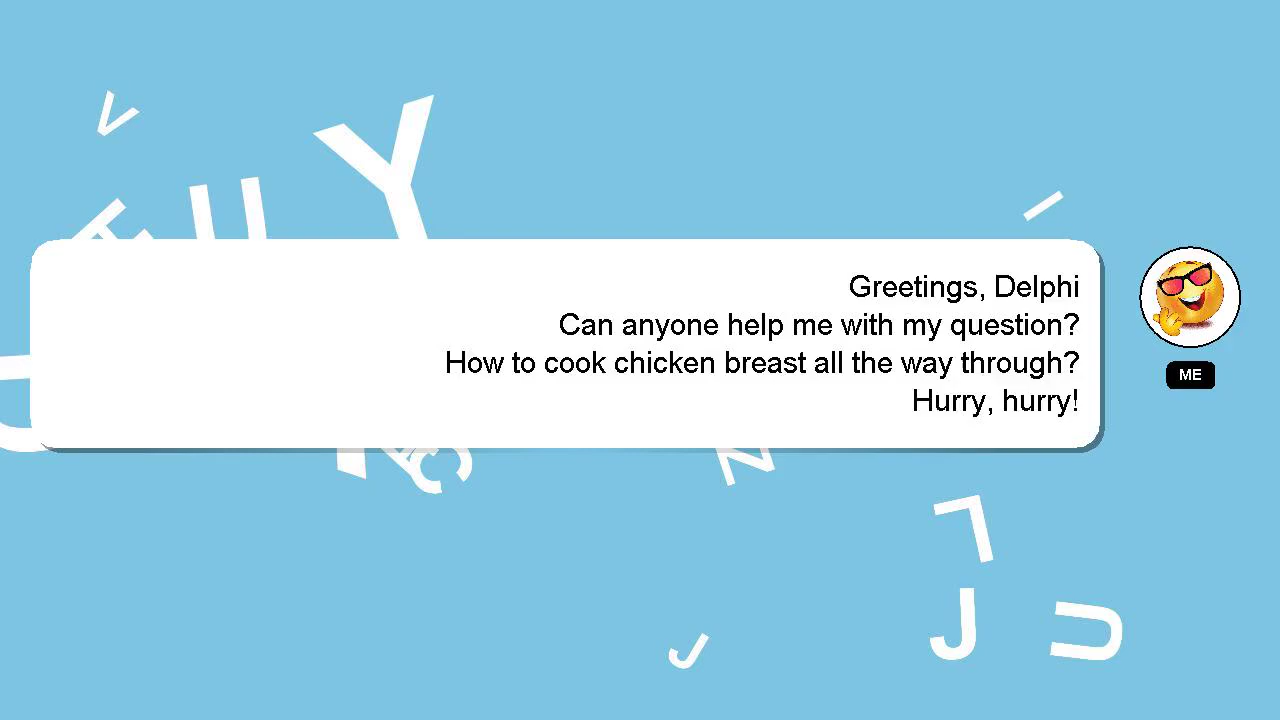 Greetings, Delphi
Can anyone help me with my question?
How to cook chicken breast all the way through?
Hurry, hurry!
ME
V
U
Y
I
N
L
J
U
J